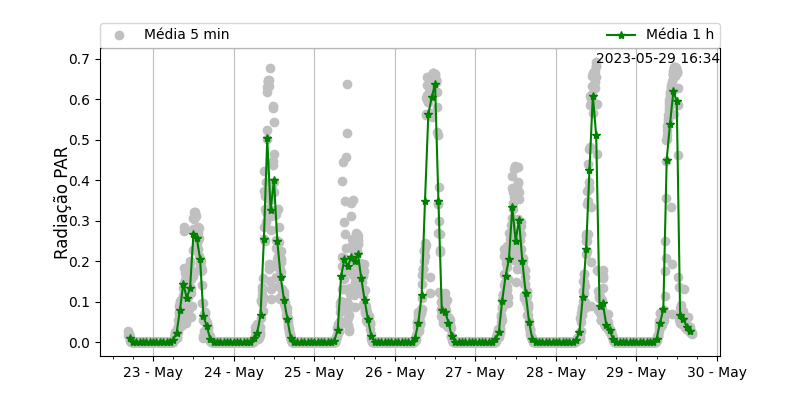 Média 5 min
Média 1 h
2023-05-29 16:34
Radiação PAR
0.7
0.6
0.5
0.4
0.3
0.2
0.1
0.0
23 - May
24 - May
25 - May
26 - May
27 - May
28 - May
29 - May
30 - May